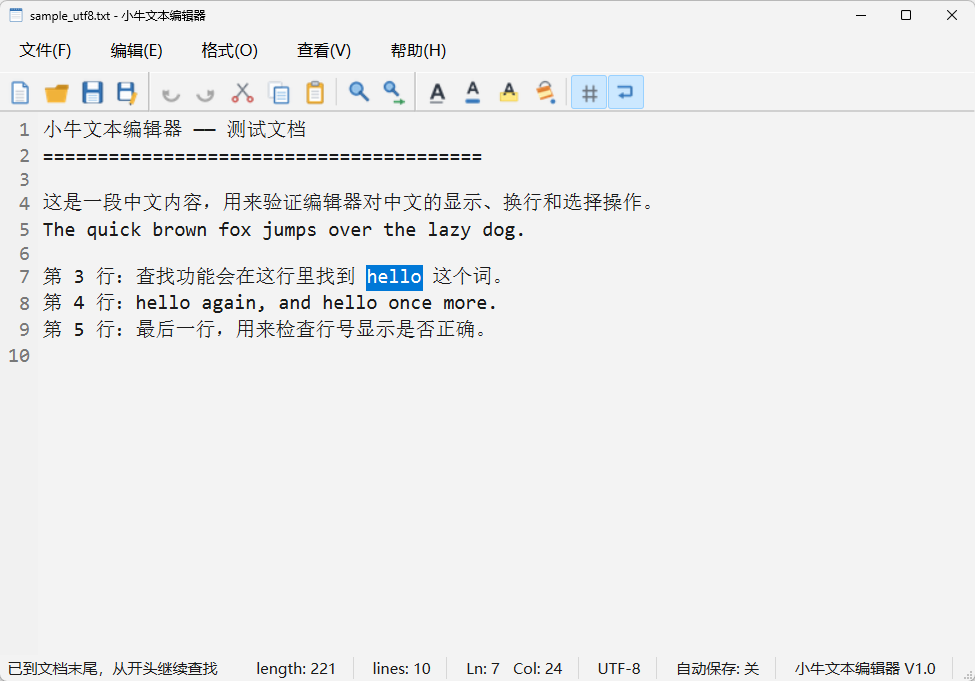 sample_utf8.txt - 小牛文本编辑器
文件(F) 编辑(E) 格式(O) 查看(V) 帮助(H)
1 小牛文本编辑器 —— 测试文档
2 ========================================
3
4 这是一段中文内容，用来验证编辑器对中文的显示、换行和选择操作。
5 The quick brown fox jumps over the lazy dog.
6
7 第 3 行：查找功能会在这行里找到 hello 这个词。
8 第 4 行：hello again, and hello once more.
9 第 5 行：最后一行，用来检查行号显示是否正确。
10
已到文档末尾，从开头继续查找 length: 221 lines: 10 Ln: 7 Col: 24 UTF-8 自动保存: 关 小牛文本编辑器 V1.0